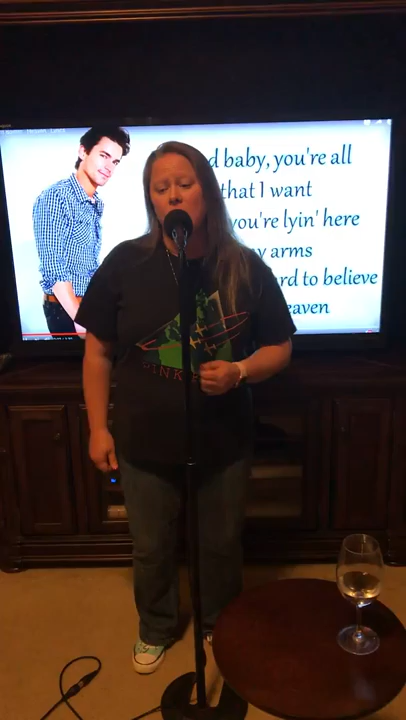 d baby, you're all
that I want
you're lyin' here
y arms
rd to believe
eaven
PINK